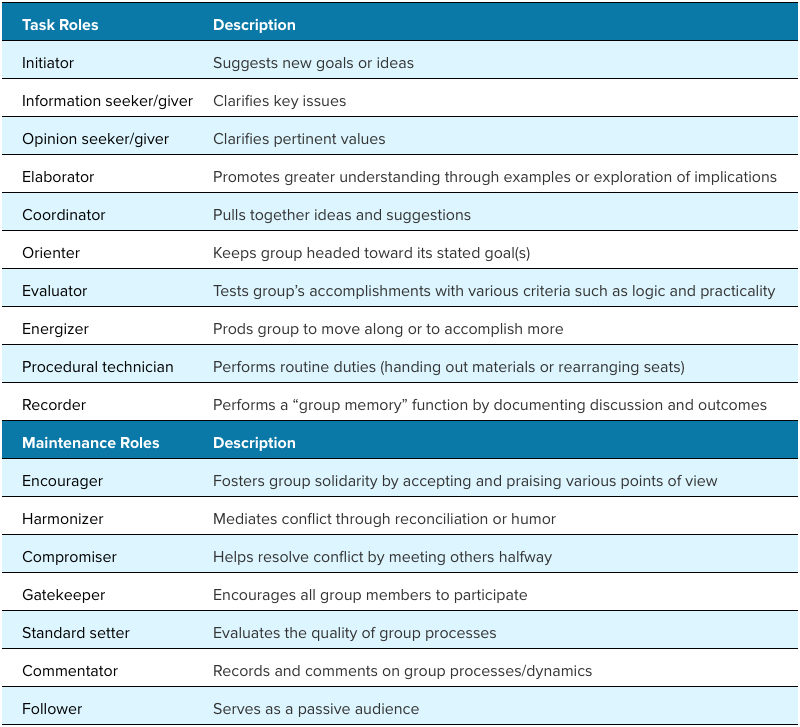 Task Roles Description
Initiator Suggests new goals or ideas
Information seeker/giver Clarifies key issues
Opinion seeker/giver Clarifies pertinent values
Elaborator Promotes greater understanding through examples or exploration of implications
Coordinator Pulls together ideas and suggestions
Orienter Keeps group headed toward its stated goal(s)
Evaluator Tests group’s accomplishments with various criteria such as logic and practicality
Energizer Prods group to move along or to accomplish more
Procedural technician Performs routine duties (handing out materials or rearranging seats)
Recorder Performs a “group memory” function by documenting discussion and outcomes
Maintenance Roles Description
Encourager Fosters group solidarity by accepting and praising various points of view
Harmonizer Mediates conflict through reconciliation or humor
Compromiser Helps resolve conflict by meeting others halfway
Gatekeeper Encourages all group members to participate
Standard setter Evaluates the quality of group processes
Commentator Records and comments on group processes/dynamics
Follower Serves as a passive audience